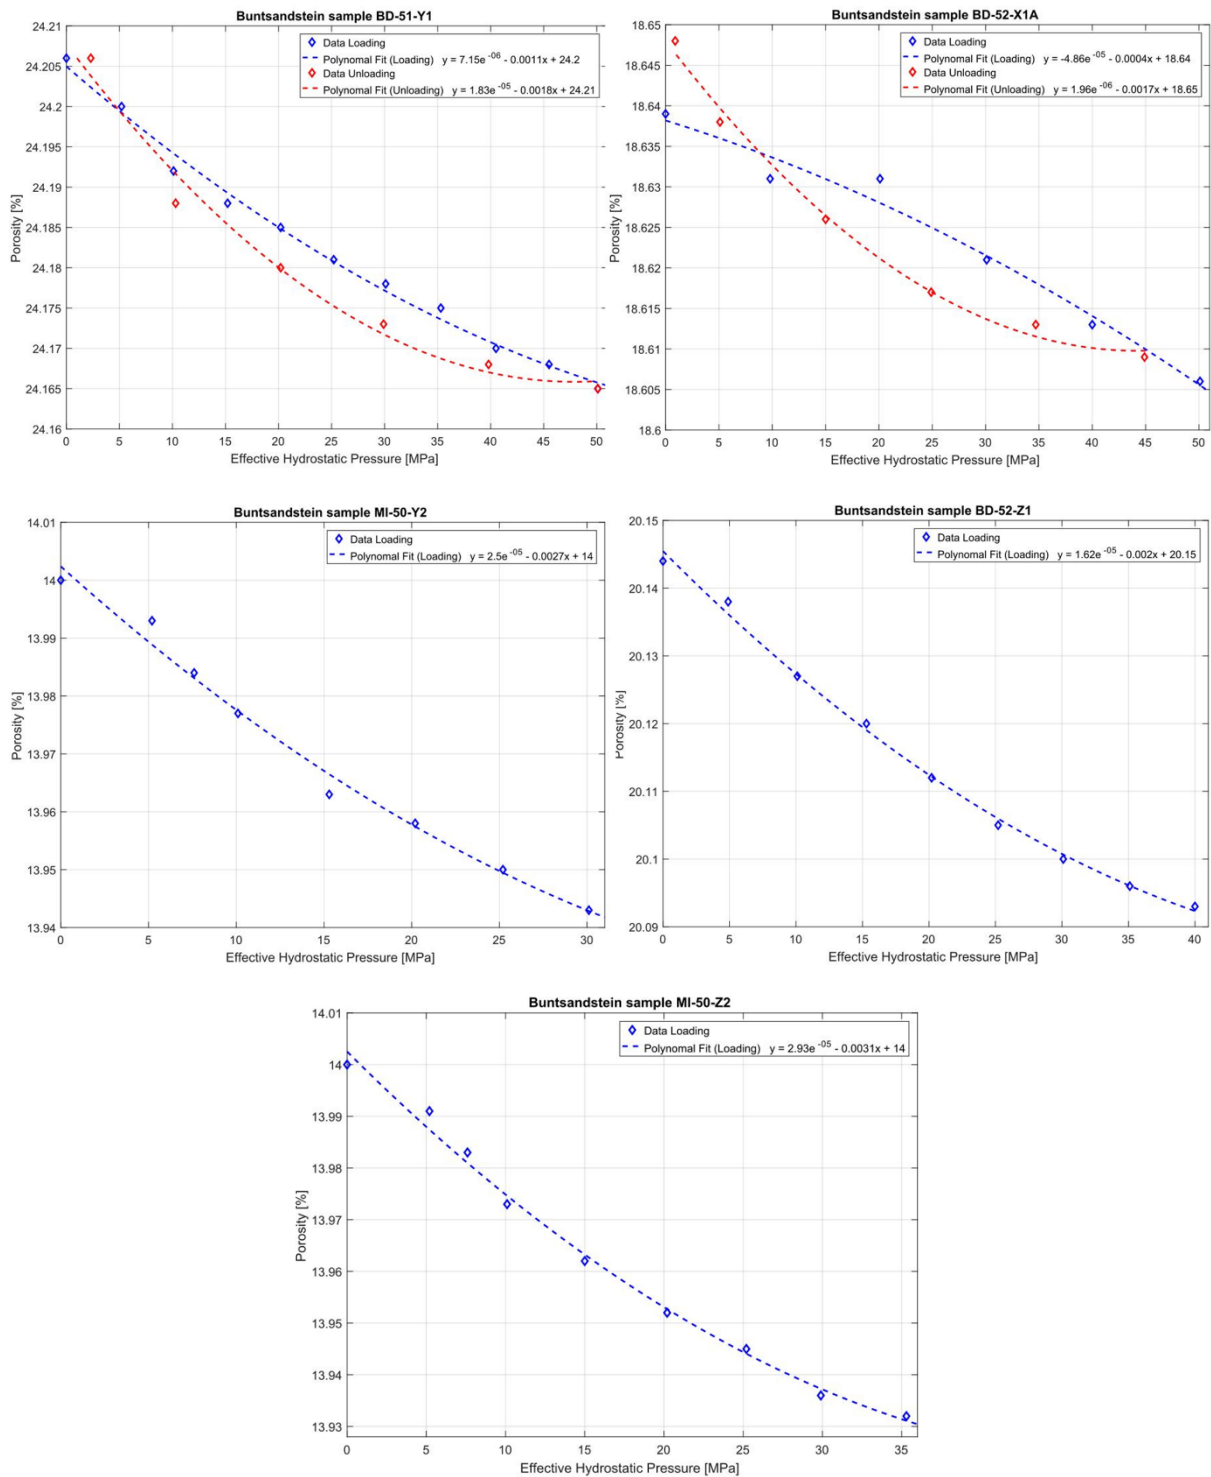 Buntsandstein sample BD-51-Y1
Data Loading
Polynomial Fit (Loading) y = 7.15e-06 - 0.0011x + 24.2
Data Unloading
Polynomial Fit (Unloading) y = 1.83e-05 - 0.0018x + 24.21
24.21
24.205
24.2
24.195
24.19
24.185
24.18
24.175
24.17
24.165
24.16
Porosity [%]
0 5 10 15 20 25 30 35 40 45 50
Effective Hydrostatic Pressure [MPa]
Buntsandstein sample BD-52-X1A
Data Loading
Polynomial Fit (Loading) y = -4.86e-05 - 0.0004x + 18.64
Data Unloading
Polynomial Fit (Unloading) y = 1.96e-06 - 0.0017x + 18.65
18.65
18.645
18.64
18.635
18.63
18.625
18.62
18.615
18.61
18.605
18.6
Porosity [%]
0 5 10 15 20 25 30 35 40 45 50
Effective Hydrostatic Pressure [MPa]
Buntsandstein sample MI-50-Y2
Data Loading
Polynomal Fit (Loading) y = 2.5e-05 - 0.0027x + 14
14.01
14
13.99
13.98
13.97
13.96
13.95
13.94
Porosity [%]
0 5 10 15 20 25 30
Effective Hydrostatic Pressure [MPa]
Buntsandstein sample BD-52-Z1
Data Loading
Polynomal Fit (Loading) y = 1.62e-05 - 0.002x + 20.15
20.15
20.14
20.13
20.12
20.11
20.1
20.09
Porosity [%]
0 5 10 15 20 25 30 35 40
Effective Hydrostatic Pressure [MPa]
Buntsandstein sample MI-50-Z2
Data Loading
Polynomal Fit (Loading) y = 2.93e-05 - 0.0031x + 14
14.01
14
13.99
13.98
13.97
13.96
13.95
13.94
13.93
Porosity [%]
0 5 10 15 20 25 30 35
Effective Hydrostatic Pressure [MPa]